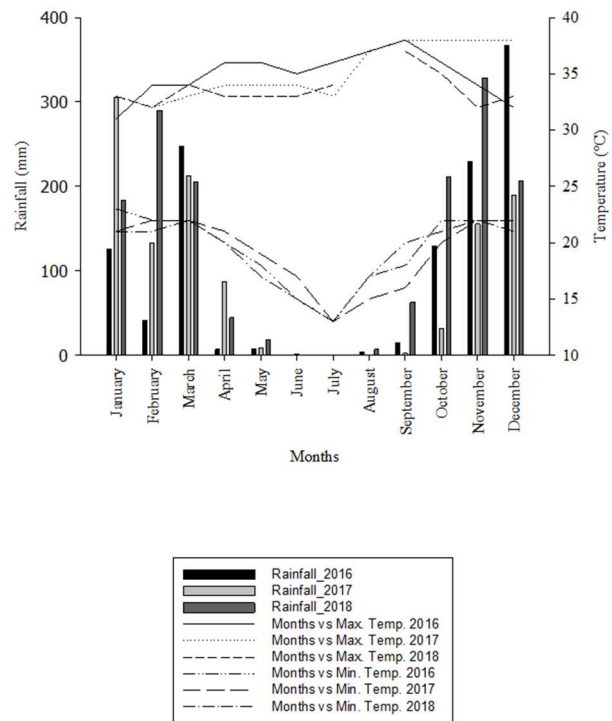 400
300
200
100
0
Rainfall (mm)
40
35
30
25
20
15
10
Temperature (°C)
January
February
March
April
May
June
July
August
September
October
November
December
Months
Rainfall_2016
Rainfall_2017
Rainfall_2018
Months vs Max. Temp. 2016
Months vs Max. Temp. 2017
Months vs Max. Temp. 2018
Months vs Min. Temp. 2016
Months vs Min. Temp. 2017
Months vs Min. Temp. 2018